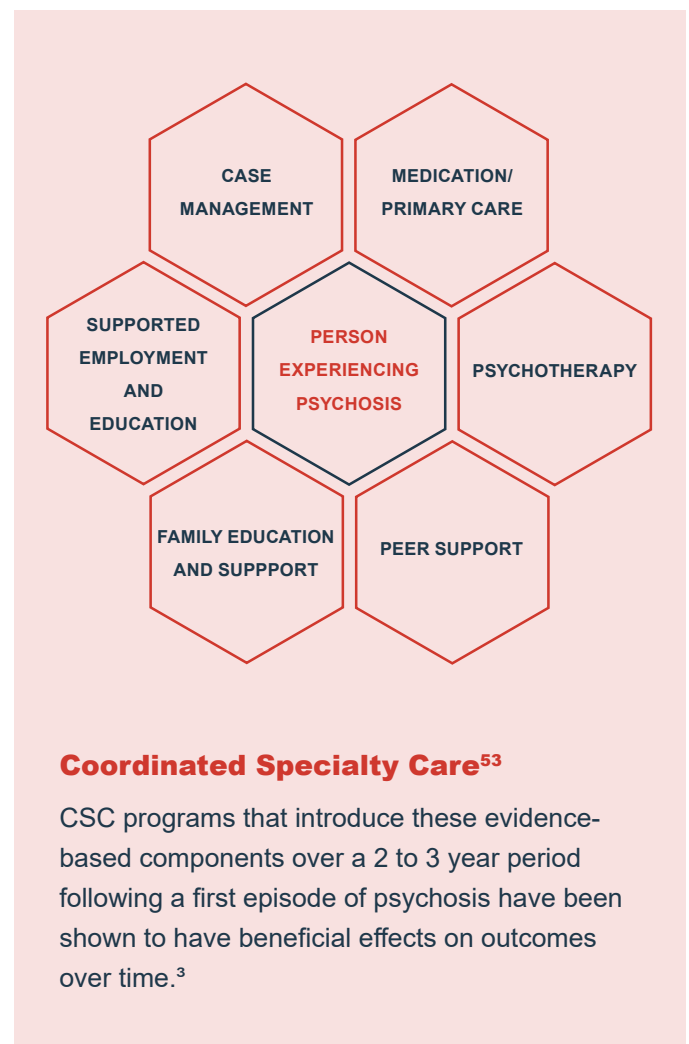 CASE
MANAGEMENT
MEDICATION/
PRIMARY CARE
SUPPORTED
EMPLOYMENT
AND
EDUCATION
PERSON
EXPERIENCING
PSYCHOSIS
PSYCHOTHERAPY
FAMILY EDUCATION
AND SUPPPORT
PEER SUPPORT
Coordinated Specialty Care⁵³
CSC programs that introduce these evidence-
based components over a 2 to 3 year period
following a first episode of psychosis have been
shown to have beneficial effects on outcomes
over time.³